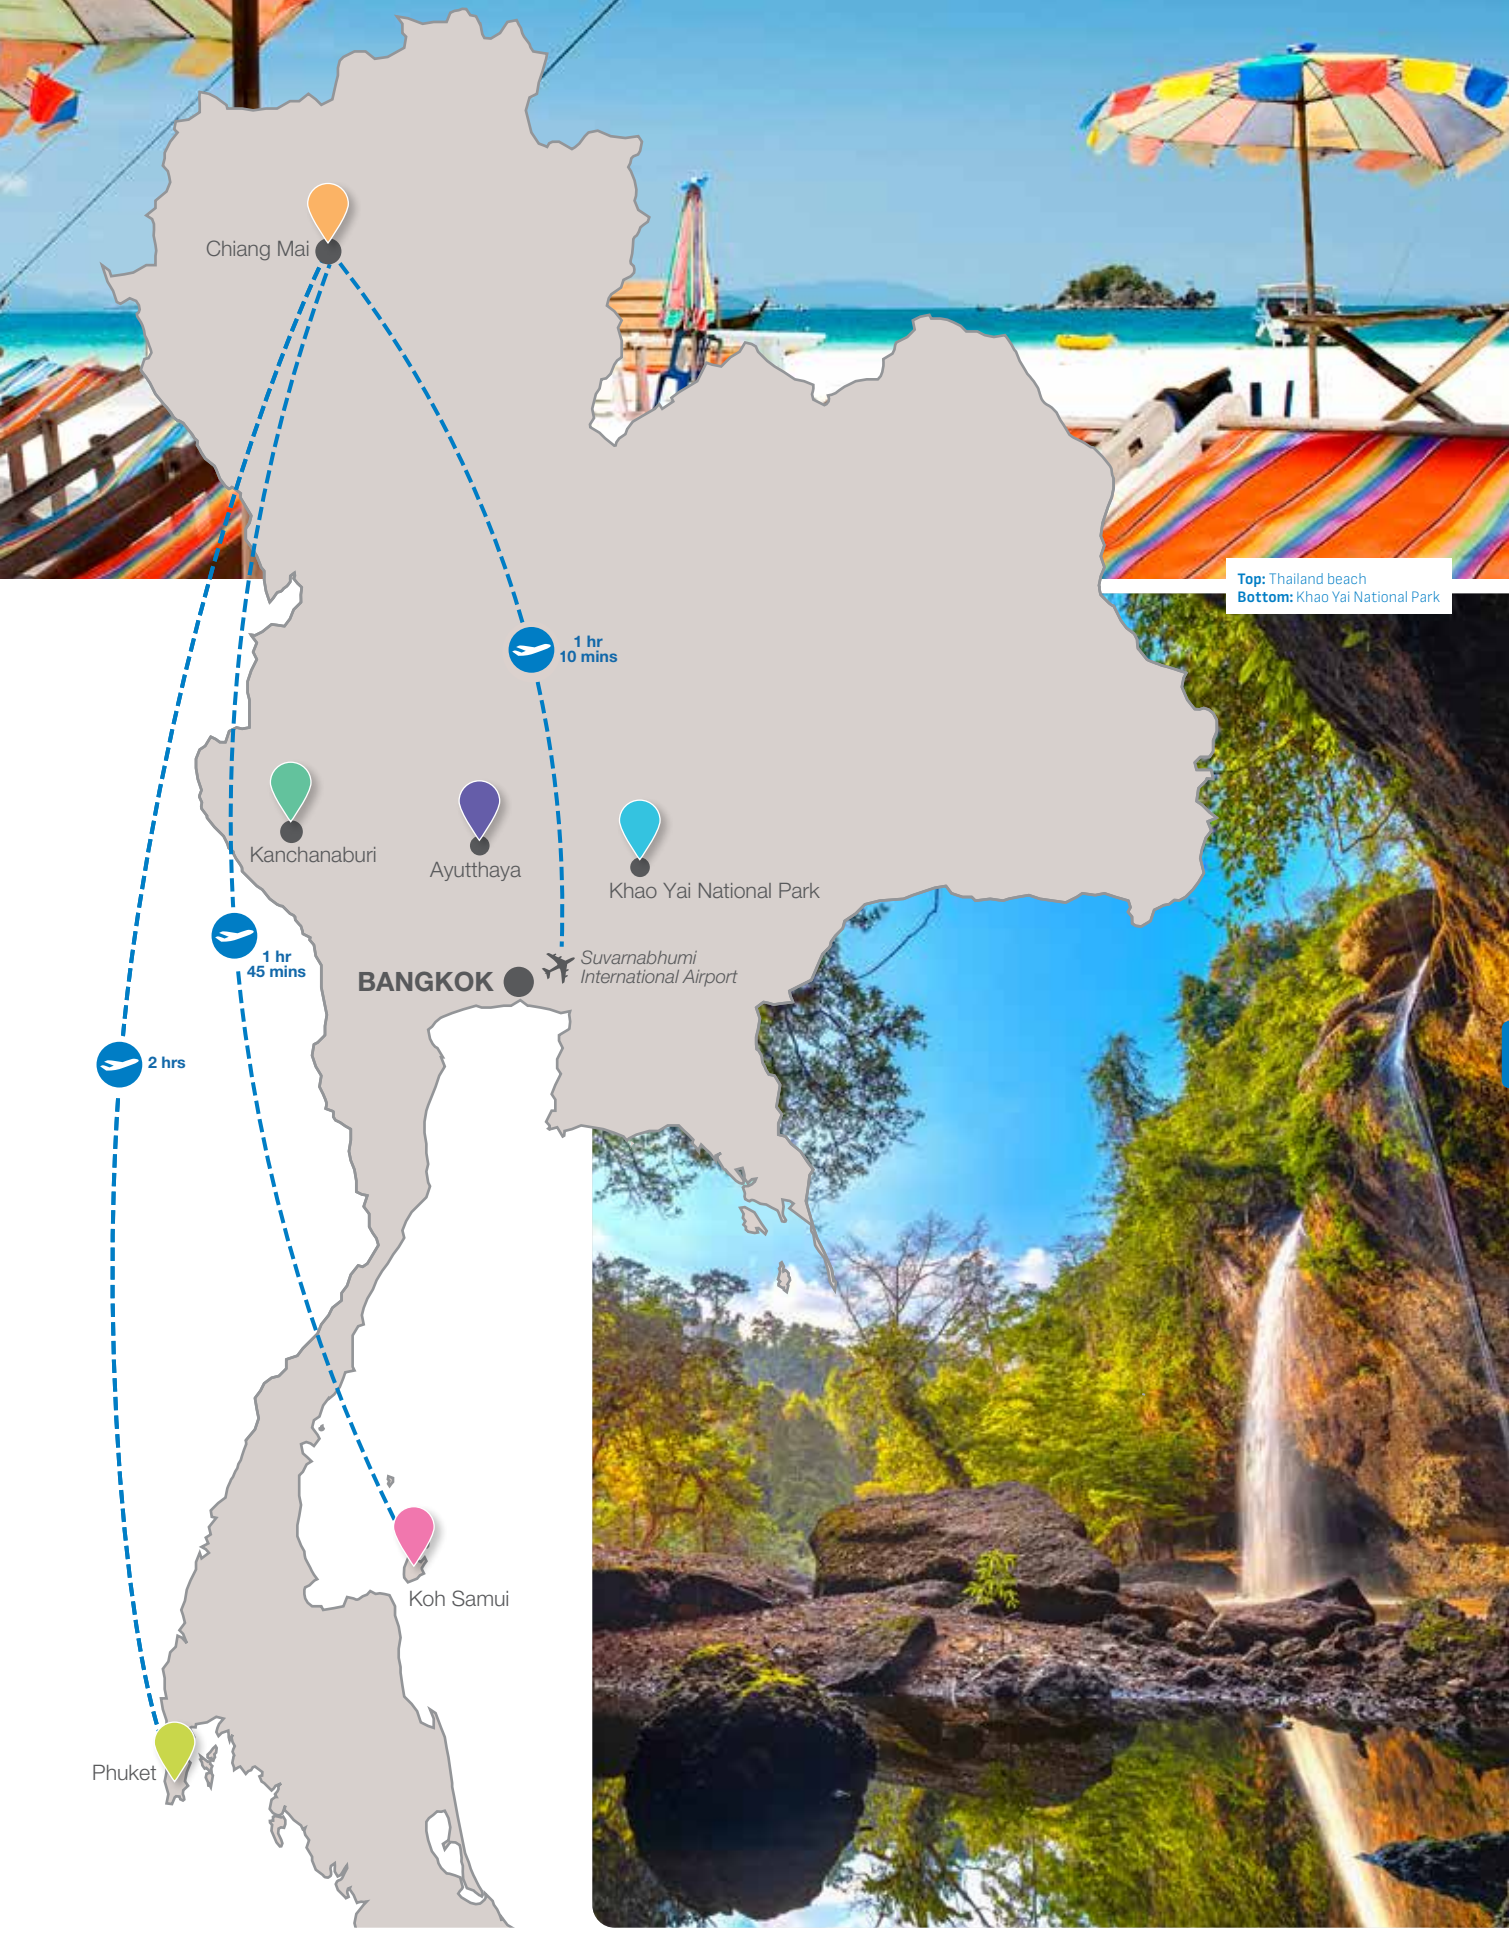 Chiang Mai
Top: Thailand beach
Bottom: Khao Yai National Park
1 hr
10 mins
Kanchanaburi
Ayutthaya
Khao Yai National Park
1 hr
45 mins
BANGKOK
Suvarnabhumi
International Airport
2 hrs
Koh Samui
Phuket